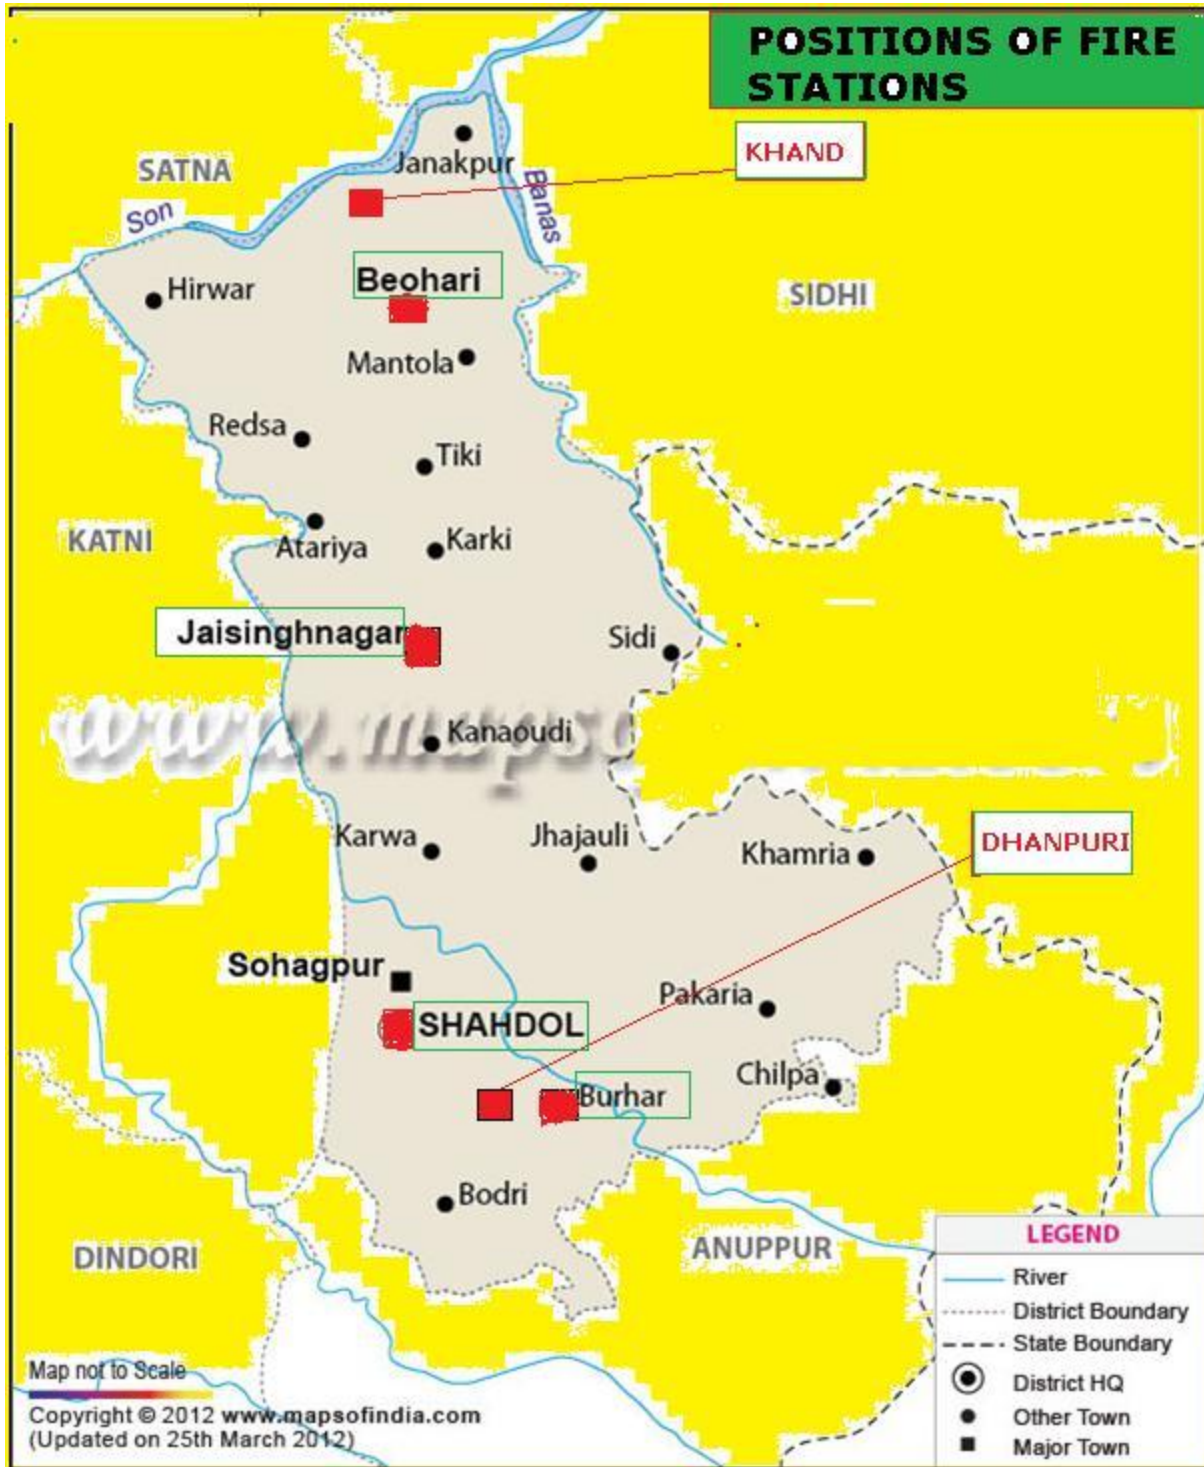 POSITIONS OF FIRE
STATIONS
KHAND
Janakpur
SATNA
Banas
Son
Beohari
Hirwar
SIDHI
Mantola
Redsa
Tiki
KATNI
Atariya
Karki
Jaisinghnagar
Sidi
www.mapso
Kanaoudi
Karwa
Jhajauli
Khamria
DHANPURI
Sohagpur
Pakaria
SHAHDOL
Chilpa
Burhar
Bodri
DINDORI
ANUPPUR
LEGEND
River
District Boundary
State Boundary
District HQ
Other Town
Major Town
Map not to Scale
Copyright © 2012 www.mapsofindia.com
(Updated on 25th March 2012)